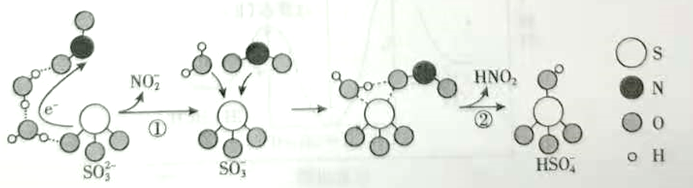 e⁻
SO₃²⁻
NO₂⁻
①
SO₃⁻
HNO₂
②
HSO₄⁻
S
N
O
H